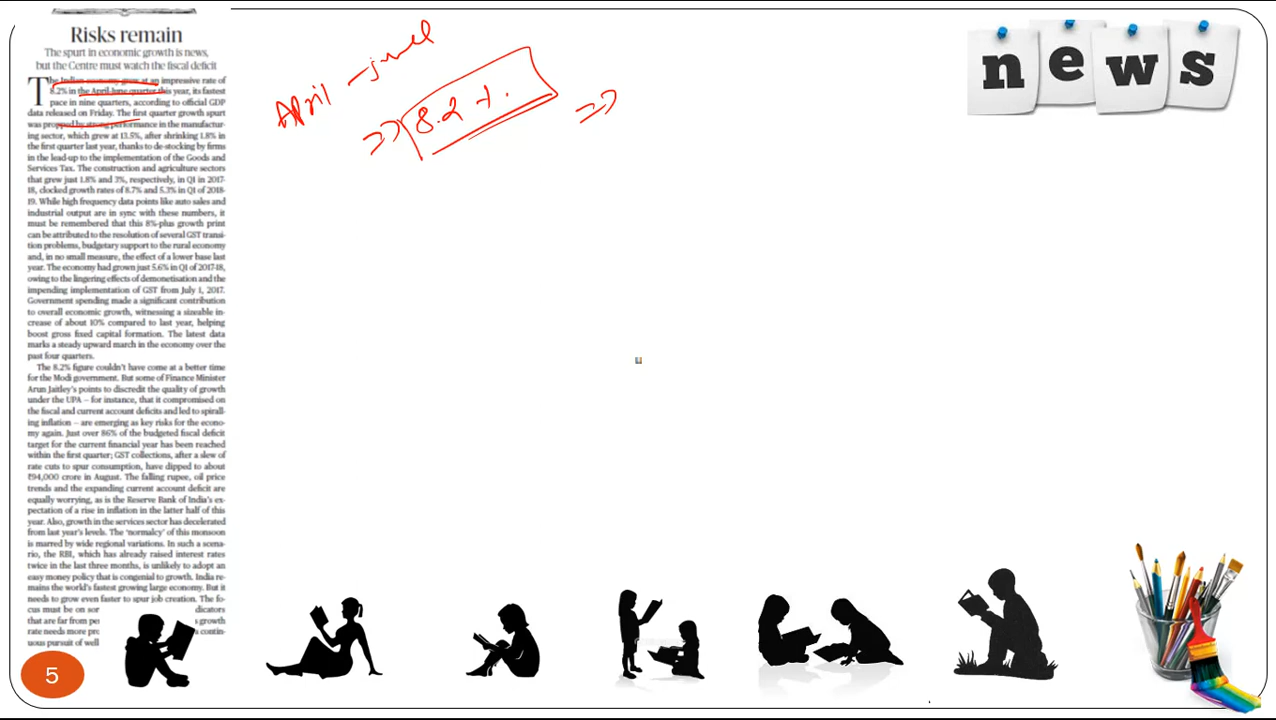 Risks remain
The spurt in economic growth is news,
but the Centre must watch the fiscal deficit
The Indian economy grew at an impressive rate of
8.2% in the April-June quarter this year, its fastest
pace in nine quarters, according to official GDP
data released on Friday. The first quarter growth spurt
was propped by strong performance in the manufactur-
ing sector, which grew at 13.5%, after shrinking 1.8% in
the first quarter last year, thanks to de-stocking by firms
in the lead-up to the implementation of the Goods and
Services Tax. The construction and agriculture sectors
that grew just 1.8% and 3%, respectively, in Q1 in 2017-
18, clocked growth rates of 8.7% and 5.3% in Q1 of 2018-
19. While high frequency data points like auto sales and
industrial output are in sync with these numbers, it
must be remembered that this 8%-plus growth print
can be attributed to the resolution of several GST transi-
tion problems, budgetary support to the rural economy
and, in no small measure, the effect of a lower base last
year. The economy had grown just 5.6% in Q1 of 2017-18,
owing to the lingering effects of demonetisation and the
impending implementation of GST from July 1, 2017.
Government spending made a significant contribution
to overall economic growth, witnessing a sizeable in-
crease of about 10% compared to last year, helping
boost gross fixed capital formation. The latest data
marks a steady upward march in the economy over the
past four quarters.
The 8.2% figure couldn't have come at a better time
for the Modi government. But some of Finance Minister
Arun Jaitley's points to discredit the quality of growth
under the UPA – for instance, that it compromised on
the fiscal and current account deficits and led to spirall-
ing inflation – are emerging as key risks for the econo-
my again. Just over 86% of the budgeted fiscal deficit
target for the current financial year has been reached
within the first quarter; GST collections, after a slew of
rate cuts to spur consumption, have dipped to about
₹94,000 crore in August. The falling rupee, oil price
trends and the expanding current account deficit are
equally worrying, as is the Reserve Bank of India's ex-
pectation of a rise in inflation in the latter half of this
year. Also, growth in the services sector has decelerated
from last year's levels. The 'normalcy' of this monsoon
is marred by wide regional variations. In such a scena-
rio, the RBI, which has already raised interest rates
twice in the last three months, is unlikely to adopt an
easy money policy that is congenial to growth. India re-
mains the world's fastest growing large economy. But it
needs to grow even faster to spur job creation. The fo-
cus must be on sor dicators
that are far from per s growth
rate needs more pre a contin-
uous pursuit of well
April - June
=> 8.2 %. =>
news
5